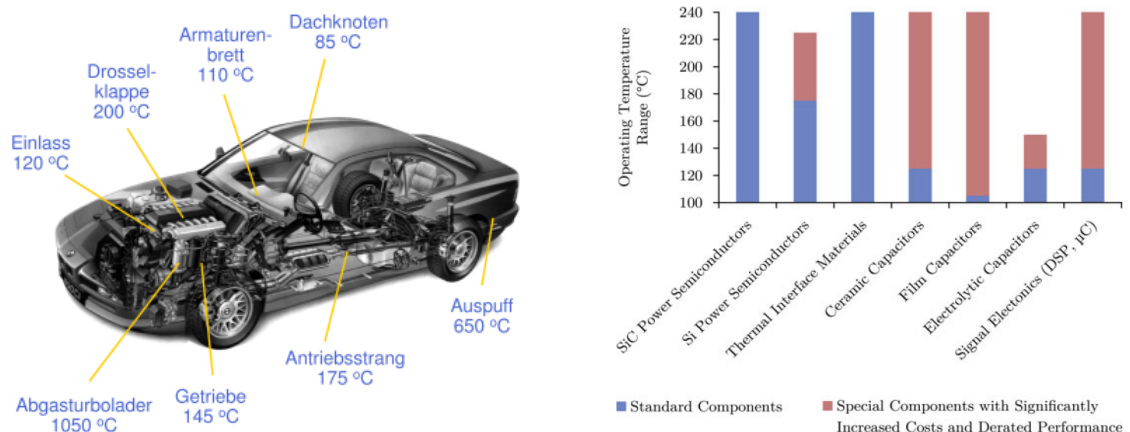 Dachknoten
85 ºC
Armaturen-
brett
110 ºC
Drossel-
klappe
200 ºC
Einlass
120 ºC
Auspuff
650 ºC
Antriebsstrang
175 ºC
Getriebe
145 ºC
Abgasturbolader
1050 ºC
Operating Temperature
Range (°C)
240
220
200
180
160
140
120
100
SiC Power Semiconductors
Si Power Semiconductors
Thermal Interface Materials
Ceramic Capacitors
Film Capacitors
Electrolytic Capacitors
Signal Electonics (DSP, µC)
Standard Components
Special Components with Significantly
Increased Costs and Derated Performance